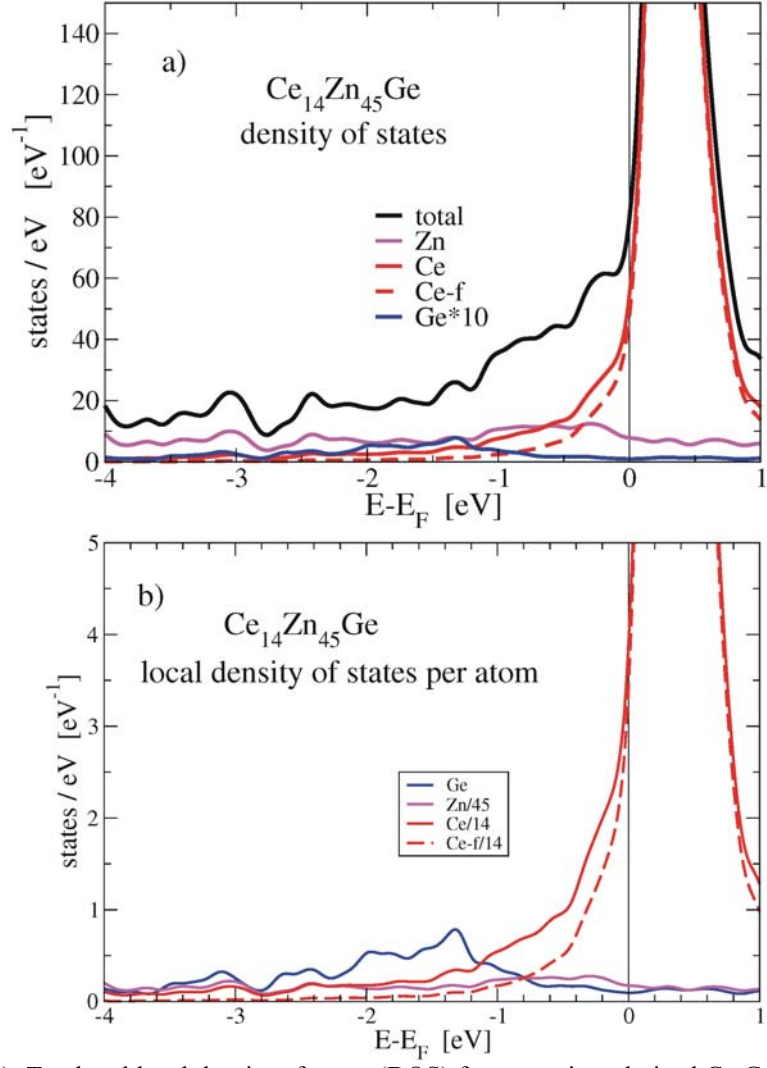 140
120
100
80
60
40
20
0
states / eV [eV⁻¹]
a)
Ce₁₄Zn₄₅Ge
density of states
total
Zn
Ce
Ce-f
Ge*10
-4 -3 -2 -1 0 1
E-E_F [eV]
5
4
3
2
1
0
states / eV [eV⁻¹]
b)
Ce₁₄Zn₄₅Ge
local density of states per atom
Ge
Zn/45
Ce/14
Ce-f/14
-4 -3 -2 -1 0 1
E-E_F [eV]